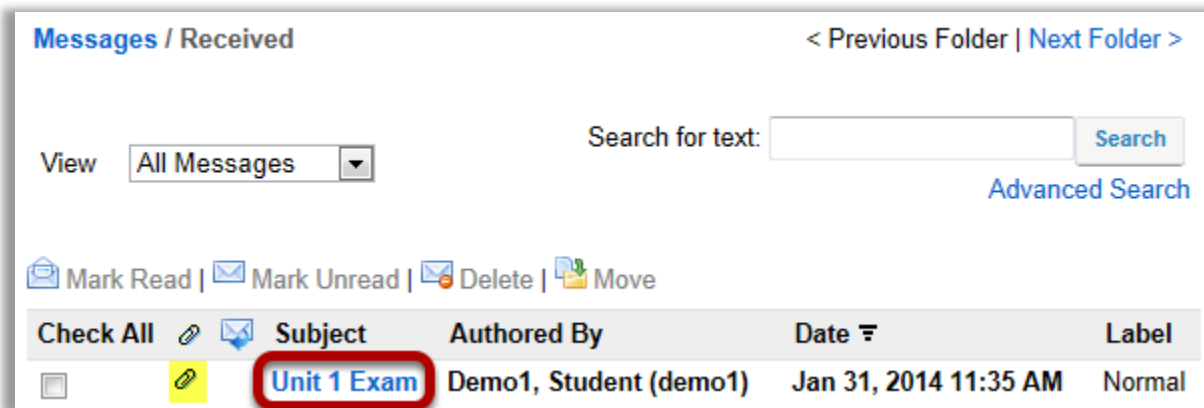 Messages / Received < Previous Folder | Next Folder >
Search for text: Search
View All Messages
Advanced Search
Mark Read | Mark Unread | Delete | Move
Check All Subject Authored By Date Label
Unit 1 Exam Demo1, Student (demo1) Jan 31, 2014 11:35 AM Normal